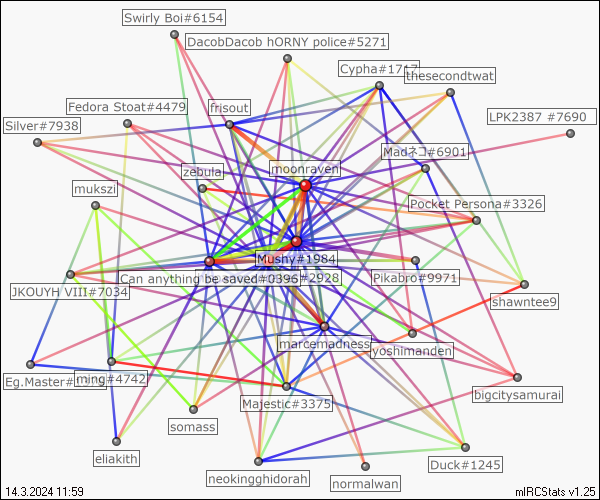 Swirly Boi#6154
DacobDacob hORNY police#5271
Cypha#1717
thesecondtwat
Fedora Stoat#4479
frisout
LPK2387 #7690
Silver#7938
Madネコ#6901
zebula
moonraven
mukszi
Pocket Persona#3326
Mushy#1984
Can anything be saved#0396
#2928
Pikabro#9971
JKOUYH VIII#7034
shawntee9
marcemadness
yoshimanden
Eg.Master#
ming#4742
bigcitysamurai
Majestic#3375
somass
eliakith
Duck#1245
neokingghidorah
normalwan
14.3.2024 11:59
mIRCStats v1.25